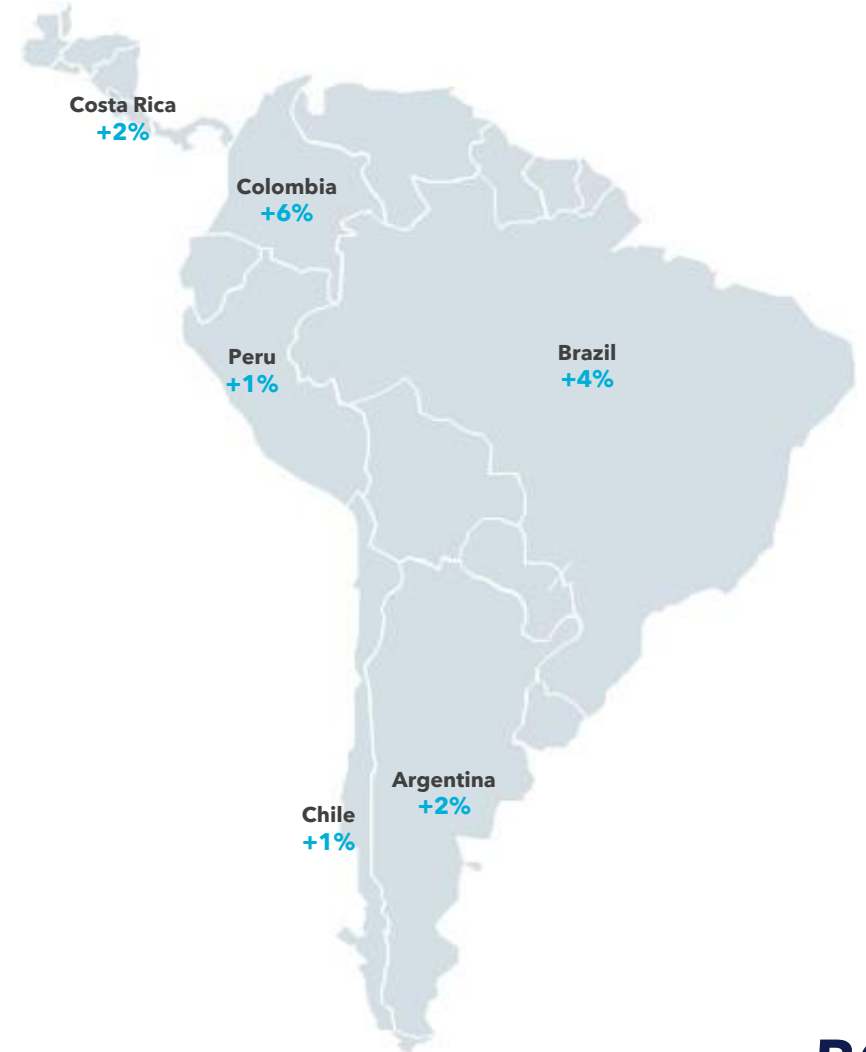 Costa Rica
+2%
Colombia
+6%
Peru
+1%
Brazil
+4%
Argentina
+2%
Chile
+1%